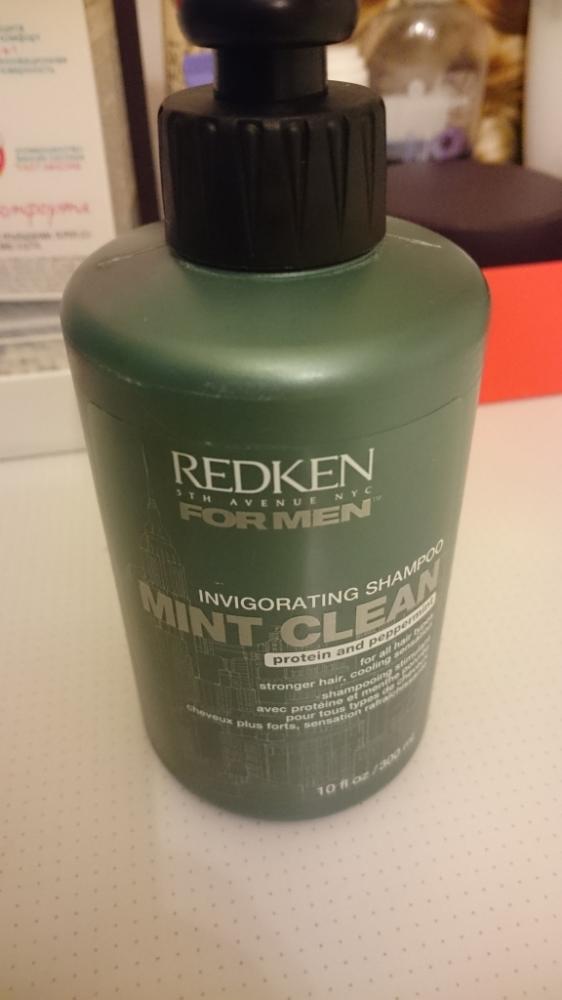 REDKEN
5TH AVENUE NYC
FOR MEN™
INVIGORATING SHAMPOO
MINT CLEAN
protein and peppermint
for all hair types
stronger hair, cooling sensation
shampooing
avec protéine et menthe poivrée
pour tous types de cheveux
cheveux plus forts, sensation rafraîchissante
10 fl oz / 300 ml